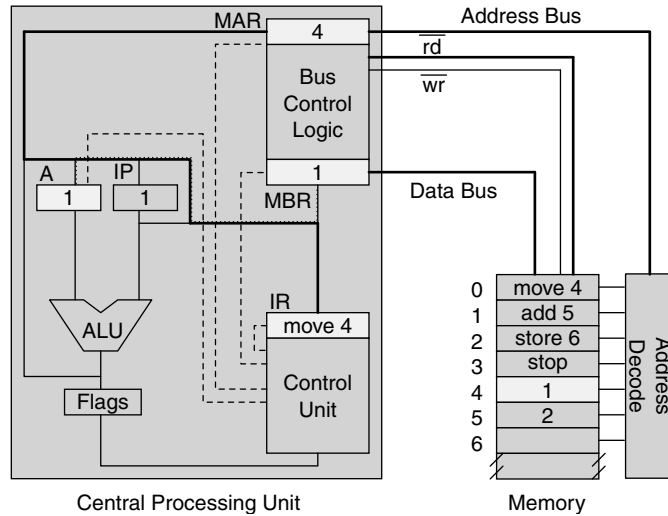 MAR
Address Bus
4
rd
Bus
Control
Logic
wr
A
IP
1
1
1
MBR
Data Bus
ALU
IR
move 4
Control
Unit
Flags
0
move 4
1
add 5
2
store 6
3
stop
4
1
5
2
6
Address
Decode
Central Processing Unit
Memory